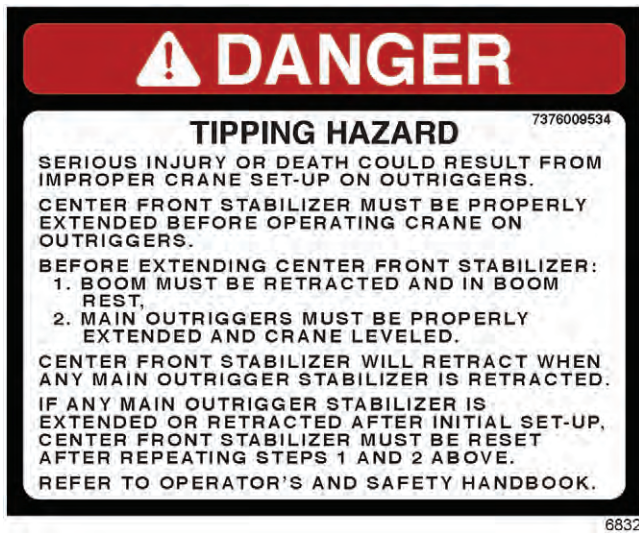 DANGER
7376009534
TIPPING HAZARD
SERIOUS INJURY OR DEATH COULD RESULT FROM
IMPROPER CRANE SET-UP ON OUTRIGGERS.
CENTER FRONT STABILIZER MUST BE PROPERLY
EXTENDED BEFORE OPERATING CRANE ON
OUTRIGGERS.
BEFORE EXTENDING CENTER FRONT STABILIZER:
1. BOOM MUST BE RETRACTED AND IN BOOM
REST,
2. MAIN OUTRIGGERS MUST BE PROPERLY
EXTENDED AND CRANE LEVELED.
CENTER FRONT STABILIZER WILL RETRACT WHEN
ANY MAIN OUTRIGGER STABILIZER IS RETRACTED.
IF ANY MAIN OUTRIGGER STABILIZER IS
EXTENDED OR RETRACTED AFTER INITIAL SET-UP,
CENTER FRONT STABILIZER MUST BE RESET
AFTER REPEATING STEPS 1 AND 2 ABOVE.
REFER TO OPERATOR'S AND SAFETY HANDBOOK.
6832